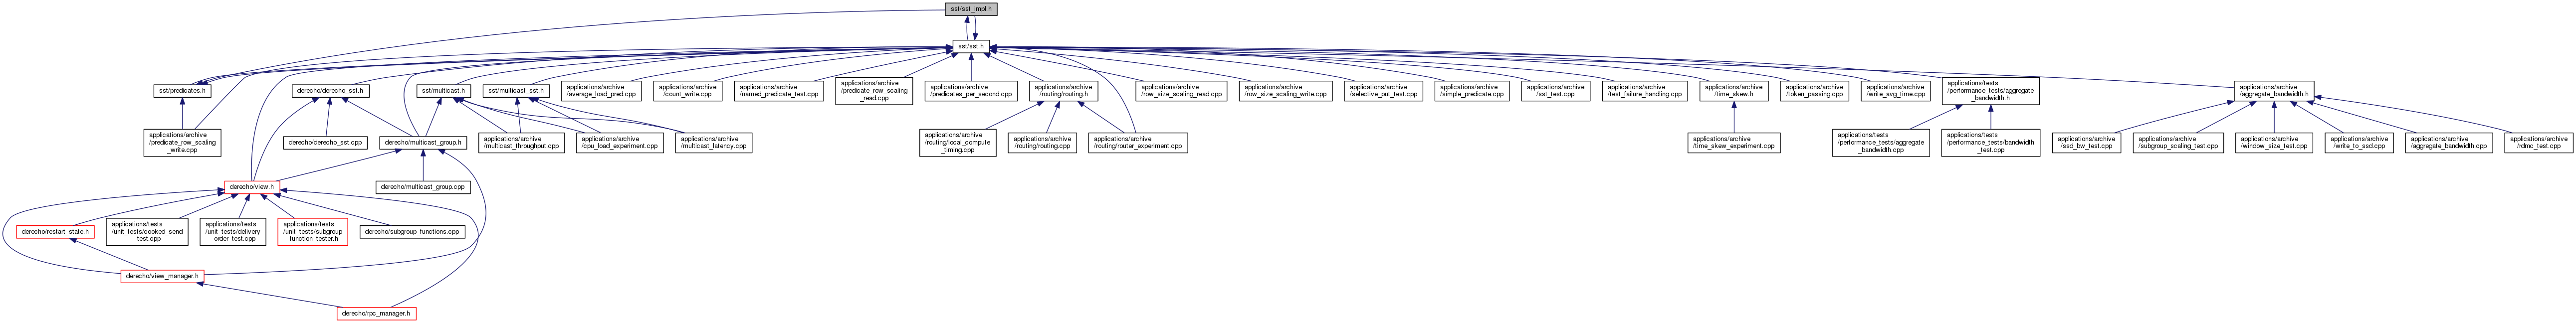 sst/sst_impl.h
sst/sst.h
sst/predicates.h
derecho/derecho_sst.h
sst/multicast.h
sst/multicast_sst.h
applications/archive
/average_load_pred.cpp
applications/archive
/count_write.cpp
applications/archive
/named_predicate_test.cpp
applications/archive
/predicate_row_scaling
_read.cpp
applications/archive
/predicates_per_second.cpp
applications/archive
/routing/routing.h
applications/archive
/row_size_scaling_read.cpp
applications/archive
/row_size_scaling_write.cpp
applications/archive
/selective_put_test.cpp
applications/archive
/simple_predicate.cpp
applications/archive
/sst_test.cpp
applications/archive
/test_failure_handling.cpp
applications/archive
/time_skew.h
applications/archive
/token_passing.cpp
applications/archive
/write_avg_time.cpp
applications/tests
/performance_tests/aggregate
_bandwidth.h
applications/archive
/aggregate_bandwidth.h
applications/archive
/predicate_row_scaling
_write.cpp
derecho/derecho_sst.cpp
derecho/multicast_group.h
applications/archive
/multicast_throughput.cpp
applications/archive
/cpu_load_experiment.cpp
applications/archive
/multicast_latency.cpp
applications/archive
/routing/local_compute
_timing.cpp
applications/archive
/routing/routing.cpp
applications/archive
/routing/router_experiment.cpp
applications/archive
/time_skew_experiment.cpp
applications/tests
/performance_tests/aggregate
_bandwidth.cpp
applications/tests
/performance_tests/bandwidth
_test.cpp
applications/archive
/ssd_bw_test.cpp
applications/archive
/subgroup_scaling_test.cpp
applications/archive
/window_size_test.cpp
applications/archive
/write_to_ssd.cpp
applications/archive
/aggregate_bandwidth.cpp
applications/archive
/rdmc_test.cpp
derecho/view.h
derecho/multicast_group.cpp
derecho/restart_state.h
applications/tests
/unit_tests/cooked_send
_test.cpp
applications/tests
/unit_tests/delivery
_order_test.cpp
applications/tests
/unit_tests/subgroup
_function_tester.h
derecho/subgroup_functions.cpp
derecho/view_manager.h
derecho/rpc_manager.h